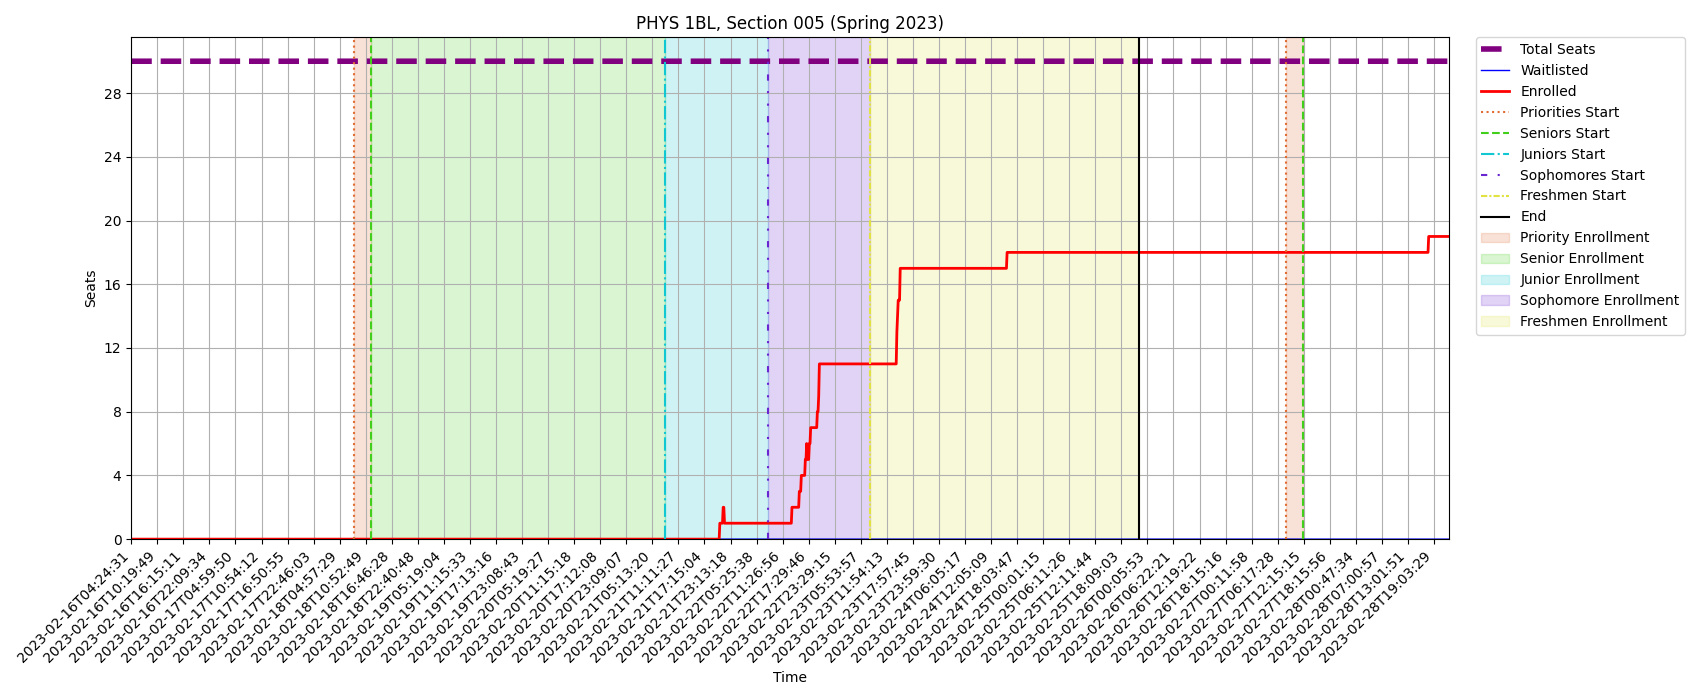 PHYS 1BL, Section 005 (Spring 2023)
Seats
28
24
20
16
12
8
4
0
2023-02-16T04:24:31
2023-02-16T10:19:49
2023-02-16T16:15:11
2023-02-16T22:09:34
2023-02-17T04:59:50
2023-02-17T10:54:12
2023-02-17T16:50:55
2023-02-17T22:46:03
2023-02-18T04:57:29
2023-02-18T10:52:49
2023-02-18T16:46:28
2023-02-18T22:40:48
2023-02-19T05:19:04
2023-02-19T11:15:33
2023-02-19T17:13:16
2023-02-19T23:08:43
2023-02-20T05:19:27
2023-02-20T11:15:18
2023-02-20T17:12:08
2023-02-20T23:09:07
2023-02-21T05:13:20
2023-02-21T11:11:27
2023-02-21T17:15:04
2023-02-21T23:13:18
2023-02-22T05:25:38
2023-02-22T11:26:56
2023-02-22T17:29:46
2023-02-22T23:29:15
2023-02-23T05:53:57
2023-02-23T11:54:13
2023-02-23T17:57:45
2023-02-23T23:59:30
2023-02-24T06:05:17
2023-02-24T12:05:09
2023-02-24T18:03:47
2023-02-25T00:01:15
2023-02-25T06:11:26
2023-02-25T12:11:44
2023-02-25T18:09:03
2023-02-26T00:05:53
2023-02-26T06:22:21
2023-02-26T12:19:22
2023-02-26T18:15:16
2023-02-27T00:11:58
2023-02-27T06:17:28
2023-02-27T12:15:15
2023-02-27T18:15:56
2023-02-28T00:47:34
2023-02-28T07:00:57
2023-02-28T13:01:51
2023-02-28T19:03:29
Time
Total Seats
Waitlisted
Enrolled
Priorities Start
Seniors Start
Juniors Start
Sophomores Start
Freshmen Start
End
Priority Enrollment
Senior Enrollment
Junior Enrollment
Sophomore Enrollment
Freshmen Enrollment